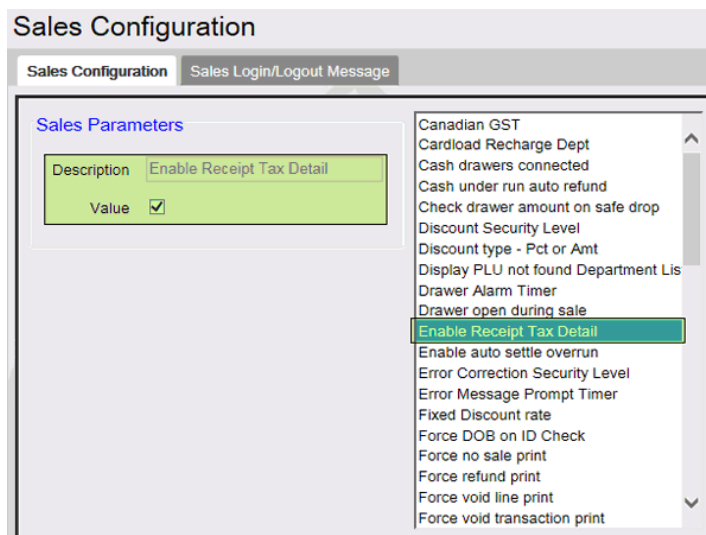 Sales Configuration
Sales Configuration
Sales Login/Logout Message
Sales Parameters
Description
Enable Receipt Tax Detail
Value
Canadian GST
Cardload Recharge Dept
Cash drawers connected
Cash under run auto refund
Check drawer amount on safe drop
Discount Security Level
Discount type - Pct or Amt
Display PLU not found Department Lis
Drawer Alarm Timer
Drawer open during sale
Enable Receipt Tax Detail
Enable auto settle overrun
Error Correction Security Level
Error Message Prompt Timer
Fixed Discount rate
Force DOB on ID Check
Force no sale print
Force refund print
Force void line print
Force void transaction print